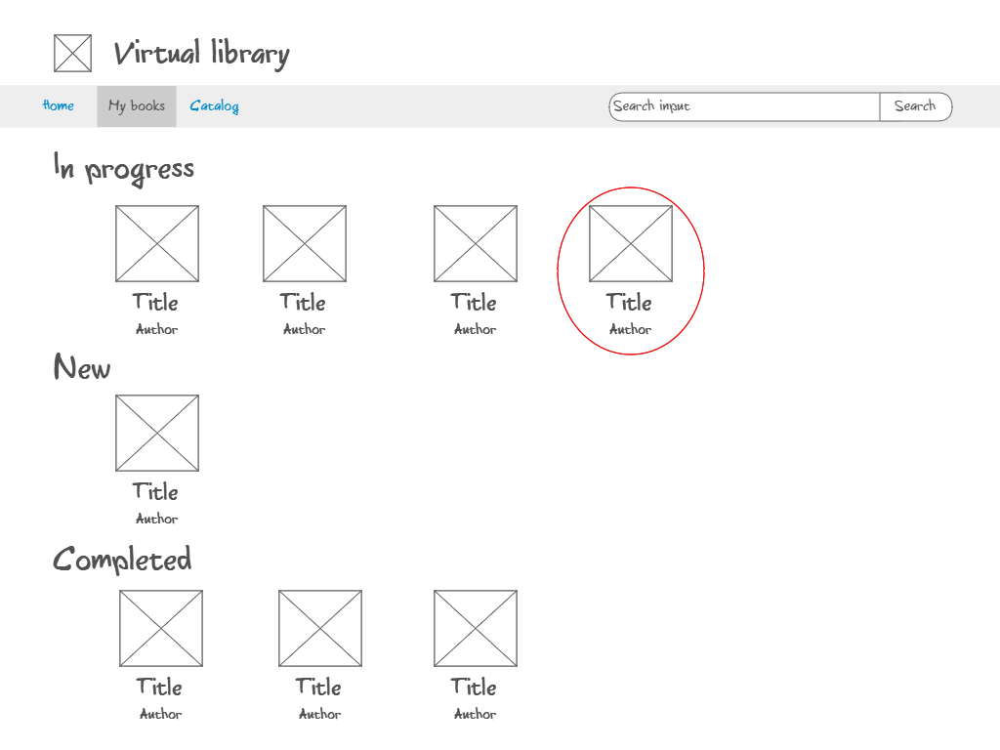 Virtual library
Home My books Catalog Search input Search
In progress
Title Title Title Title
Author Author Author Author
New
Title
Author
Completed
Title Title Title
Author Author Author